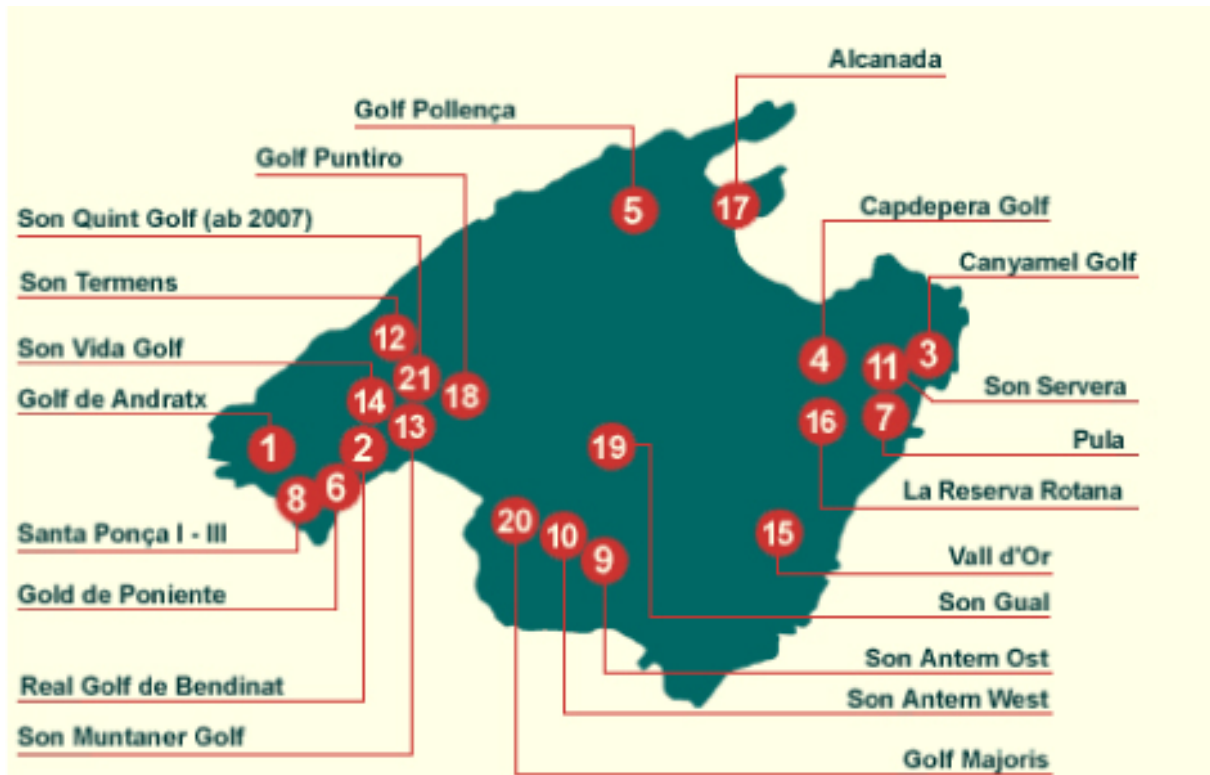 Alcanada
Golf Pollença
Golf Puntiro
Capdepera Golf
Son Quint Golf (ab 2007)
Canyamel Golf
Son Termens
Son Vida Golf
Golf de Andratx
Son Servera
Pula
La Reserva Rotana
Santa Ponça I - III
Vall d'Or
Gold de Poniente
Son Gual
Son Antem Ost
Real Golf de Bendinat
Son Antem West
Son Muntaner Golf
Golf Majoris
5
17
12
21
18
14
13
1
2
6
8
4
11
3
16
7
19
20
10
9
15